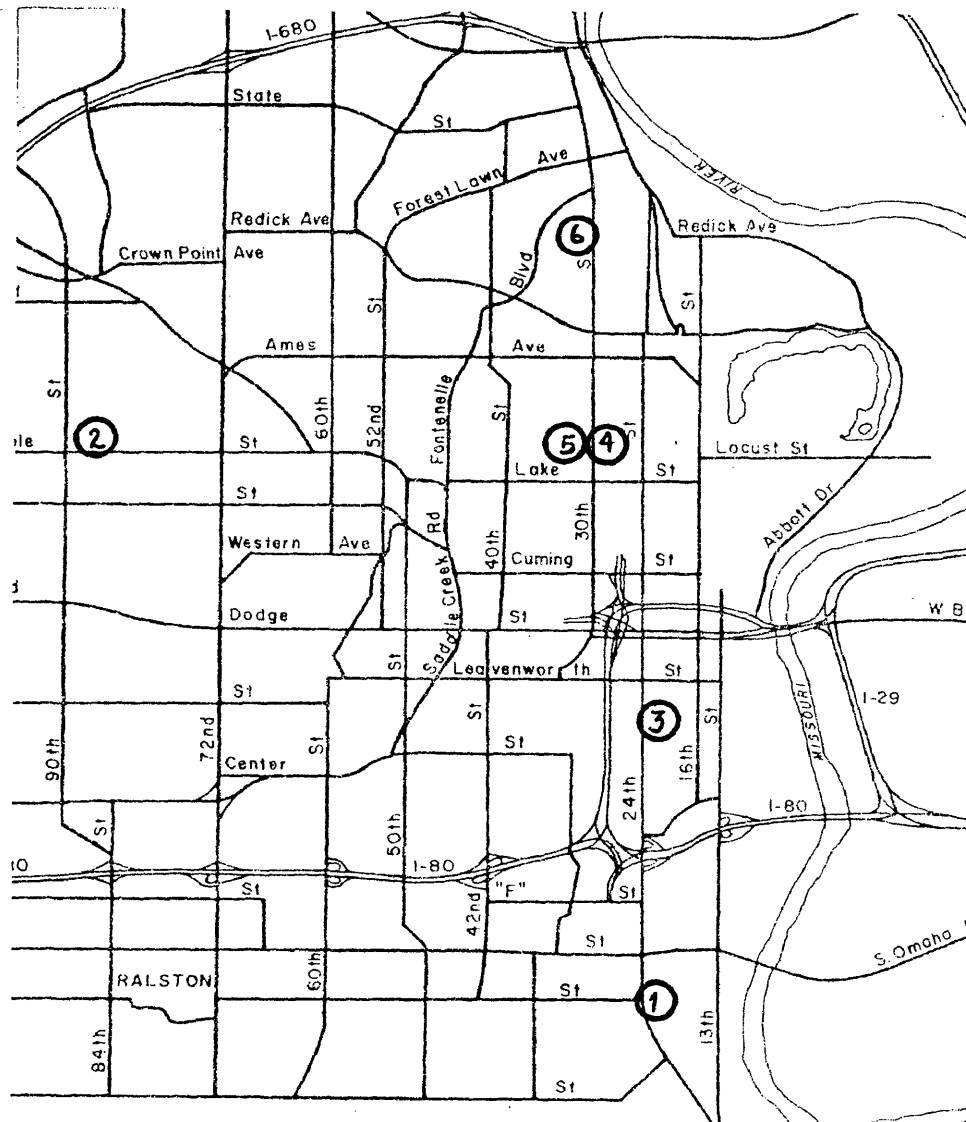 I-680
State
St
Ave
Forest Lawn
RIVER
Redick Ave
Redick Ave
6
Crown Point Ave
Blvd
St
St
St
Ames
Ave
St
Fontenelle
St
60th
52nd
St
2
5
4
St
St
Locust St
Lake
St
St
Abbott Dr
Rd
30th
Western Ave
40th
Cuming
St
Dodge
St
W B
Saddle Creek
St
Leavenworth
St
St
St
I-29
3
St
MISSOURI
St
St
72nd
90th
Center
16th
24th
I-80
St
50th
I-80
St
"F"
St
42nd
St
S. Omaha
60th
RALSTON
St
1
13th
84th
St